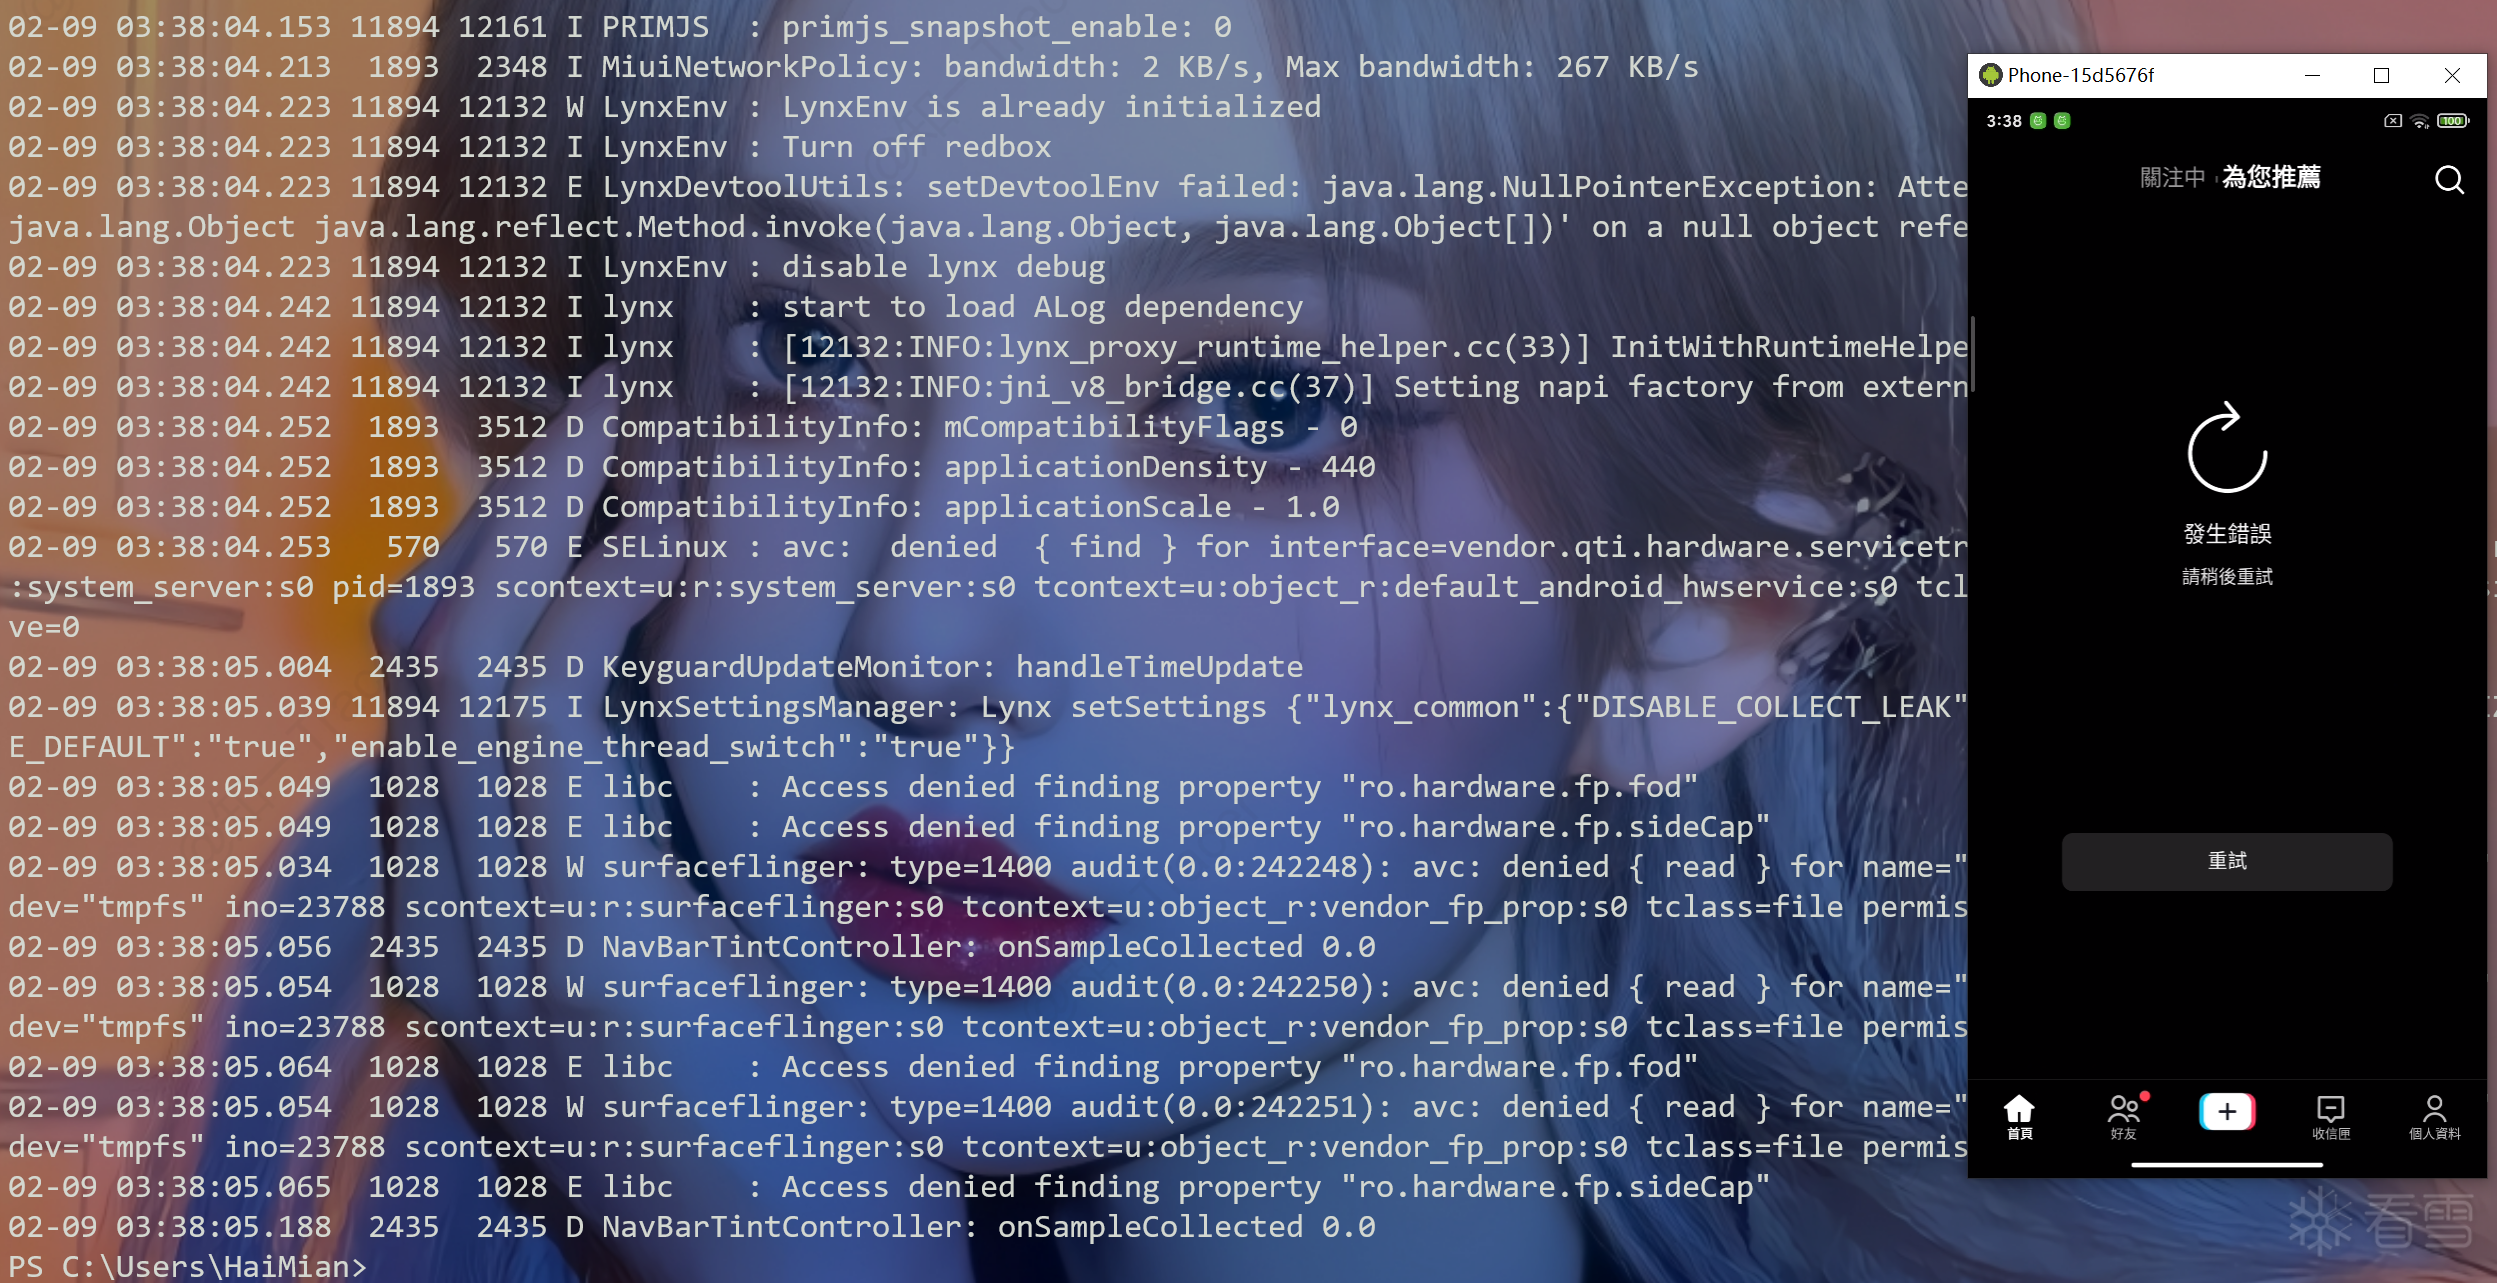 02-09 03:38:04.153 11894 12161 I PRIMJS  : primjs_snapshot_enable: 0
02-09 03:38:04.213  1893  2348 I MiuiNetworkPolicy: bandwidth: 2 KB/s, Max bandwidth: 267 KB/s
02-09 03:38:04.223 11894 12132 W LynxEnv : LynxEnv is already initialized
02-09 03:38:04.223 11894 12132 I LynxEnv : Turn off redbox
02-09 03:38:04.223 11894 12132 E LynxDevtoolUtils: setDevtoolEnv failed: java.lang.NullPointerException: Atte
java.lang.Object java.lang.reflect.Method.invoke(java.lang.Object, java.lang.Object[])' on a null object refe
02-09 03:38:04.223 11894 12132 I LynxEnv : disable lynx debug
02-09 03:38:04.242 11894 12132 I lynx    : start to load ALog dependency
02-09 03:38:04.242 11894 12132 I lynx    : [12132:INFO:lynx_proxy_runtime_helper.cc(33)] InitWithRuntimeHelpe
02-09 03:38:04.242 11894 12132 I lynx    : [12132:INFO:jni_v8_bridge.cc(37)] Setting napi factory from extern
02-09 03:38:04.252  1893  3512 D CompatibilityInfo: mCompatibilityFlags - 0
02-09 03:38:04.252  1893  3512 D CompatibilityInfo: applicationDensity - 440
02-09 03:38:04.252  1893  3512 D CompatibilityInfo: applicationScale - 1.0
02-09 03:38:04.253   570   570 E SELinux : avc:  denied  { find } for interface=vendor.qti.hardware.servicetr
:system_server:s0 pid=1893 scontext=u:r:system_server:s0 tcontext=u:object_r:default_android_hwservice:s0 tcl
ve=0
02-09 03:38:05.004  2435  2435 D KeyguardUpdateMonitor: handleTimeUpdate
02-09 03:38:05.039 11894 12175 I LynxSettingsManager: Lynx setSettings {"lynx_common":{"DISABLE_COLLECT_LEAK"
E_DEFAULT":"true","enable_engine_thread_switch":"true"}}
02-09 03:38:05.049  1028  1028 E libc    : Access denied finding property "ro.hardware.fp.fod"
02-09 03:38:05.049  1028  1028 E libc    : Access denied finding property "ro.hardware.fp.sideCap"
02-09 03:38:05.034  1028  1028 W surfaceflinger: type=1400 audit(0.0:242248): avc: denied { read } for name="
dev="tmpfs" ino=23788 scontext=u:r:surfaceflinger:s0 tcontext=u:object_r:vendor_fp_prop:s0 tclass=file permis
02-09 03:38:05.056  2435  2435 D NavBarTintController: onSampleCollected 0.0
02-09 03:38:05.054  1028  1028 W surfaceflinger: type=1400 audit(0.0:242250): avc: denied { read } for name="
dev="tmpfs" ino=23788 scontext=u:r:surfaceflinger:s0 tcontext=u:object_r:vendor_fp_prop:s0 tclass=file permis
02-09 03:38:05.064  1028  1028 E libc    : Access denied finding property "ro.hardware.fp.fod"
02-09 03:38:05.054  1028  1028 W surfaceflinger: type=1400 audit(0.0:242251): avc: denied { read } for name="
dev="tmpfs" ino=23788 scontext=u:r:surfaceflinger:s0 tcontext=u:object_r:vendor_fp_prop:s0 tclass=file permis
02-09 03:38:05.065  1028  1028 E libc    : Access denied finding property "ro.hardware.fp.sideCap"
02-09 03:38:05.188  2435  2435 D NavBarTintController: onSampleCollected 0.0
PS C:\Users\HaiMian>
Phone-15d5676f
3:38 100
關注中 為您推薦
發生錯誤
請稍後重試
重試
首頁 好友 收信匣 個人資料
看雪